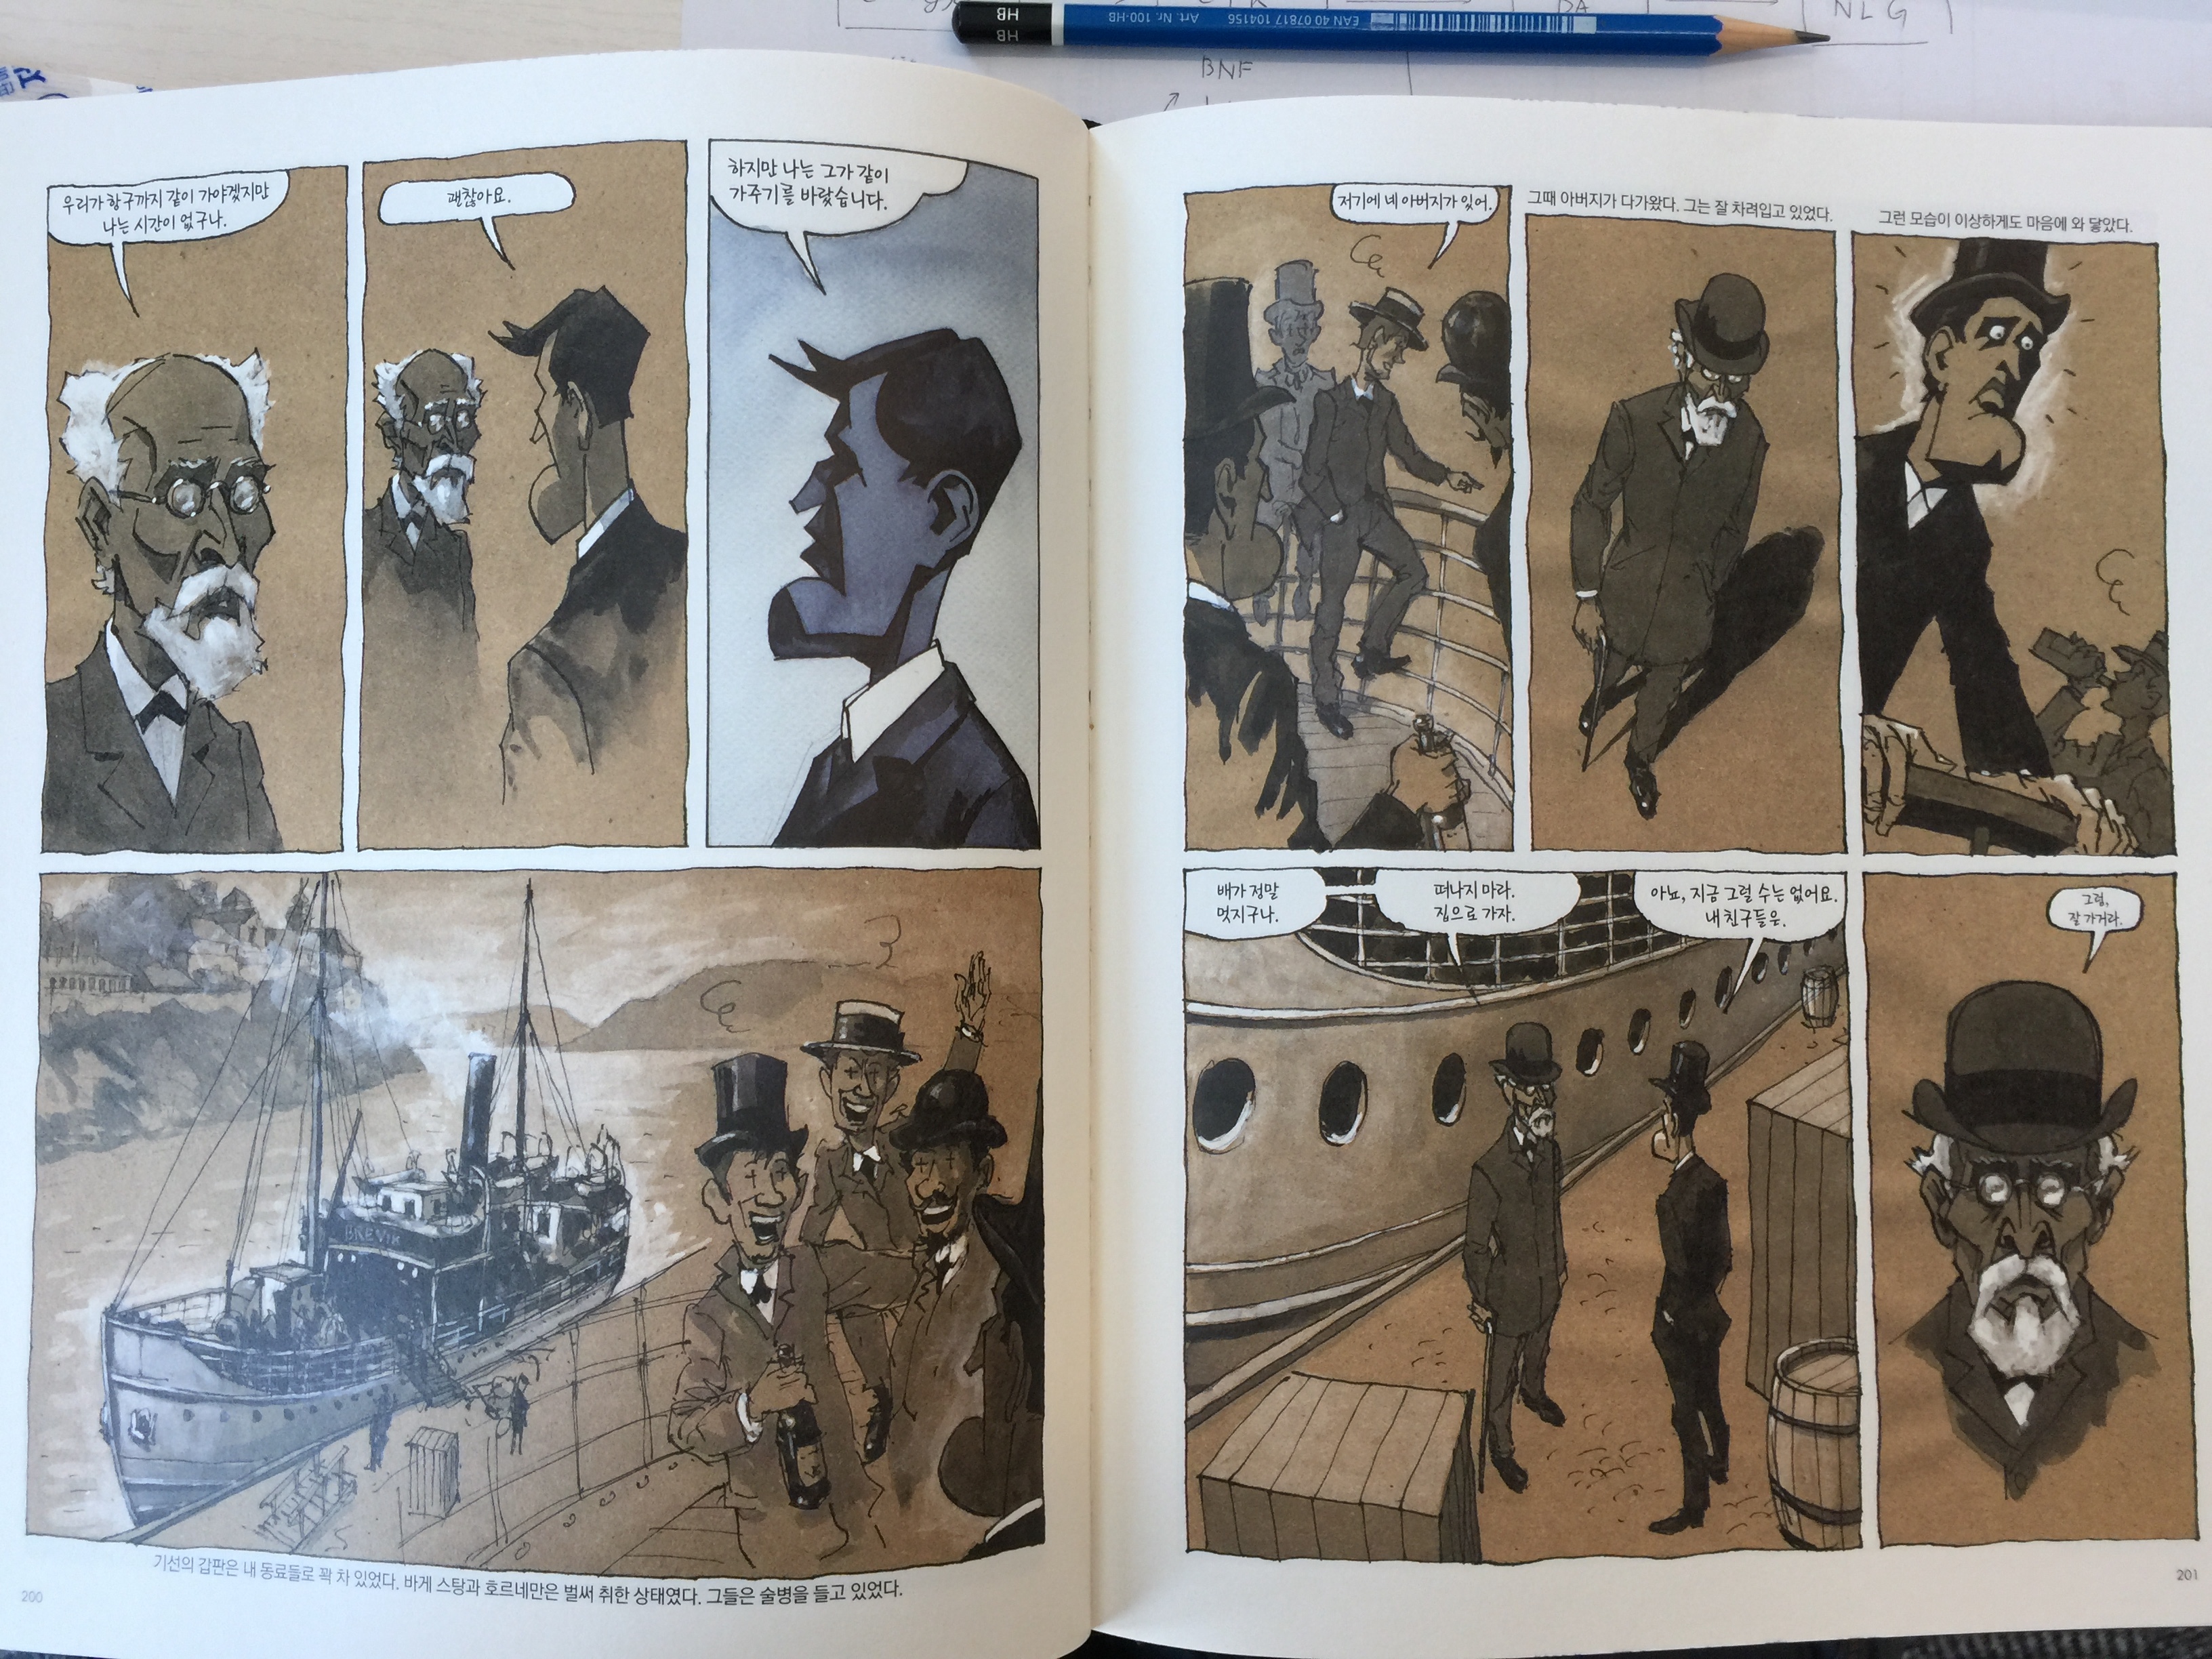 HB
HB
Art. Nr. 100-HB
EAN 40 07817 104156
NLG
BNF
우리가 항구까지 같이 가야겠지만
나는 시간이 없구나.
괜찮아요.
하지만 나는 그가 같이
가주기를 바랐습니다.
BREVIK
기선의 갑판은 내 동료들로 꽉 차 있었다. 바게 스탕과 호르네만은 벌써 취한 상태였다. 그들은 술병을 들고 있었다.
200
저기에 네 아버지가 있어.
그때 아버지가 다가왔다. 그는 잘 차려입고 있었다.
그런 모습이 이상하게도 마음에 와 닿았다.
배가 정말
멋지구나.
떠나지 마라.
집으로 가자.
아뇨, 지금 그럴 수는 없어요.
내 친구들은.
그럼,
잘 가거라.
201